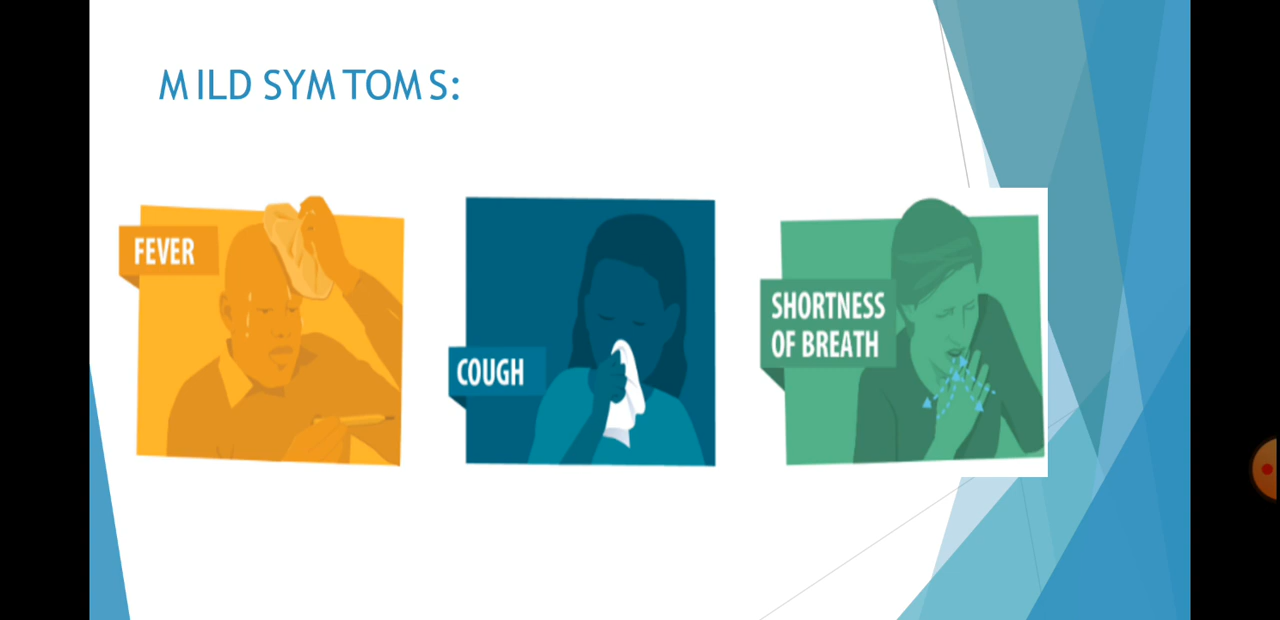 MILD SYMTOMS:
FEVER
COUGH
SHORTNESS
OF BREATH